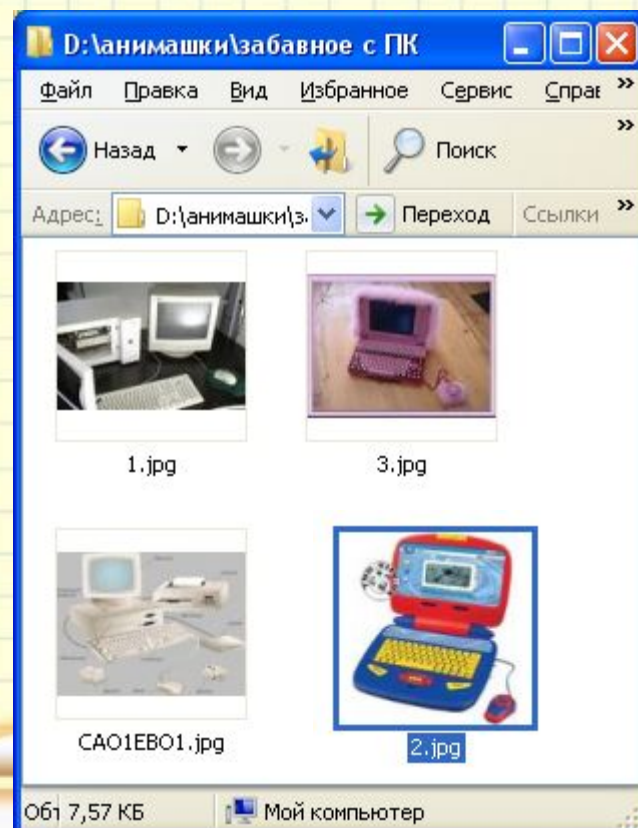 D:\анимашки\забавное с ПК
Файл Правка Вид Избранное Сервис Справ »
Назад Поиск »
Адрес: D:\анимашки\з. Переход Ссылки »
1.jpg 3.jpg
CAO1EBO1.jpg 2.jpg
Объ 7,57 КБ Мой компьютер